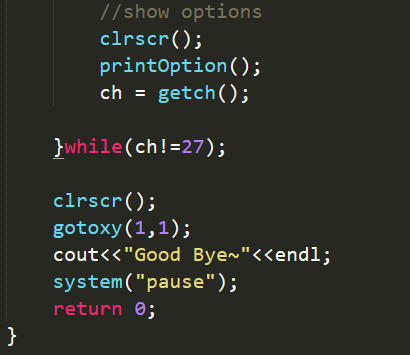 //show options
clrscr();
printOption();
ch = getch();
}while(ch!=27);
clrscr();
gotoxy(1,1);
cout<<"Good Bye~"<<endl;
system("pause");
return 0;
}